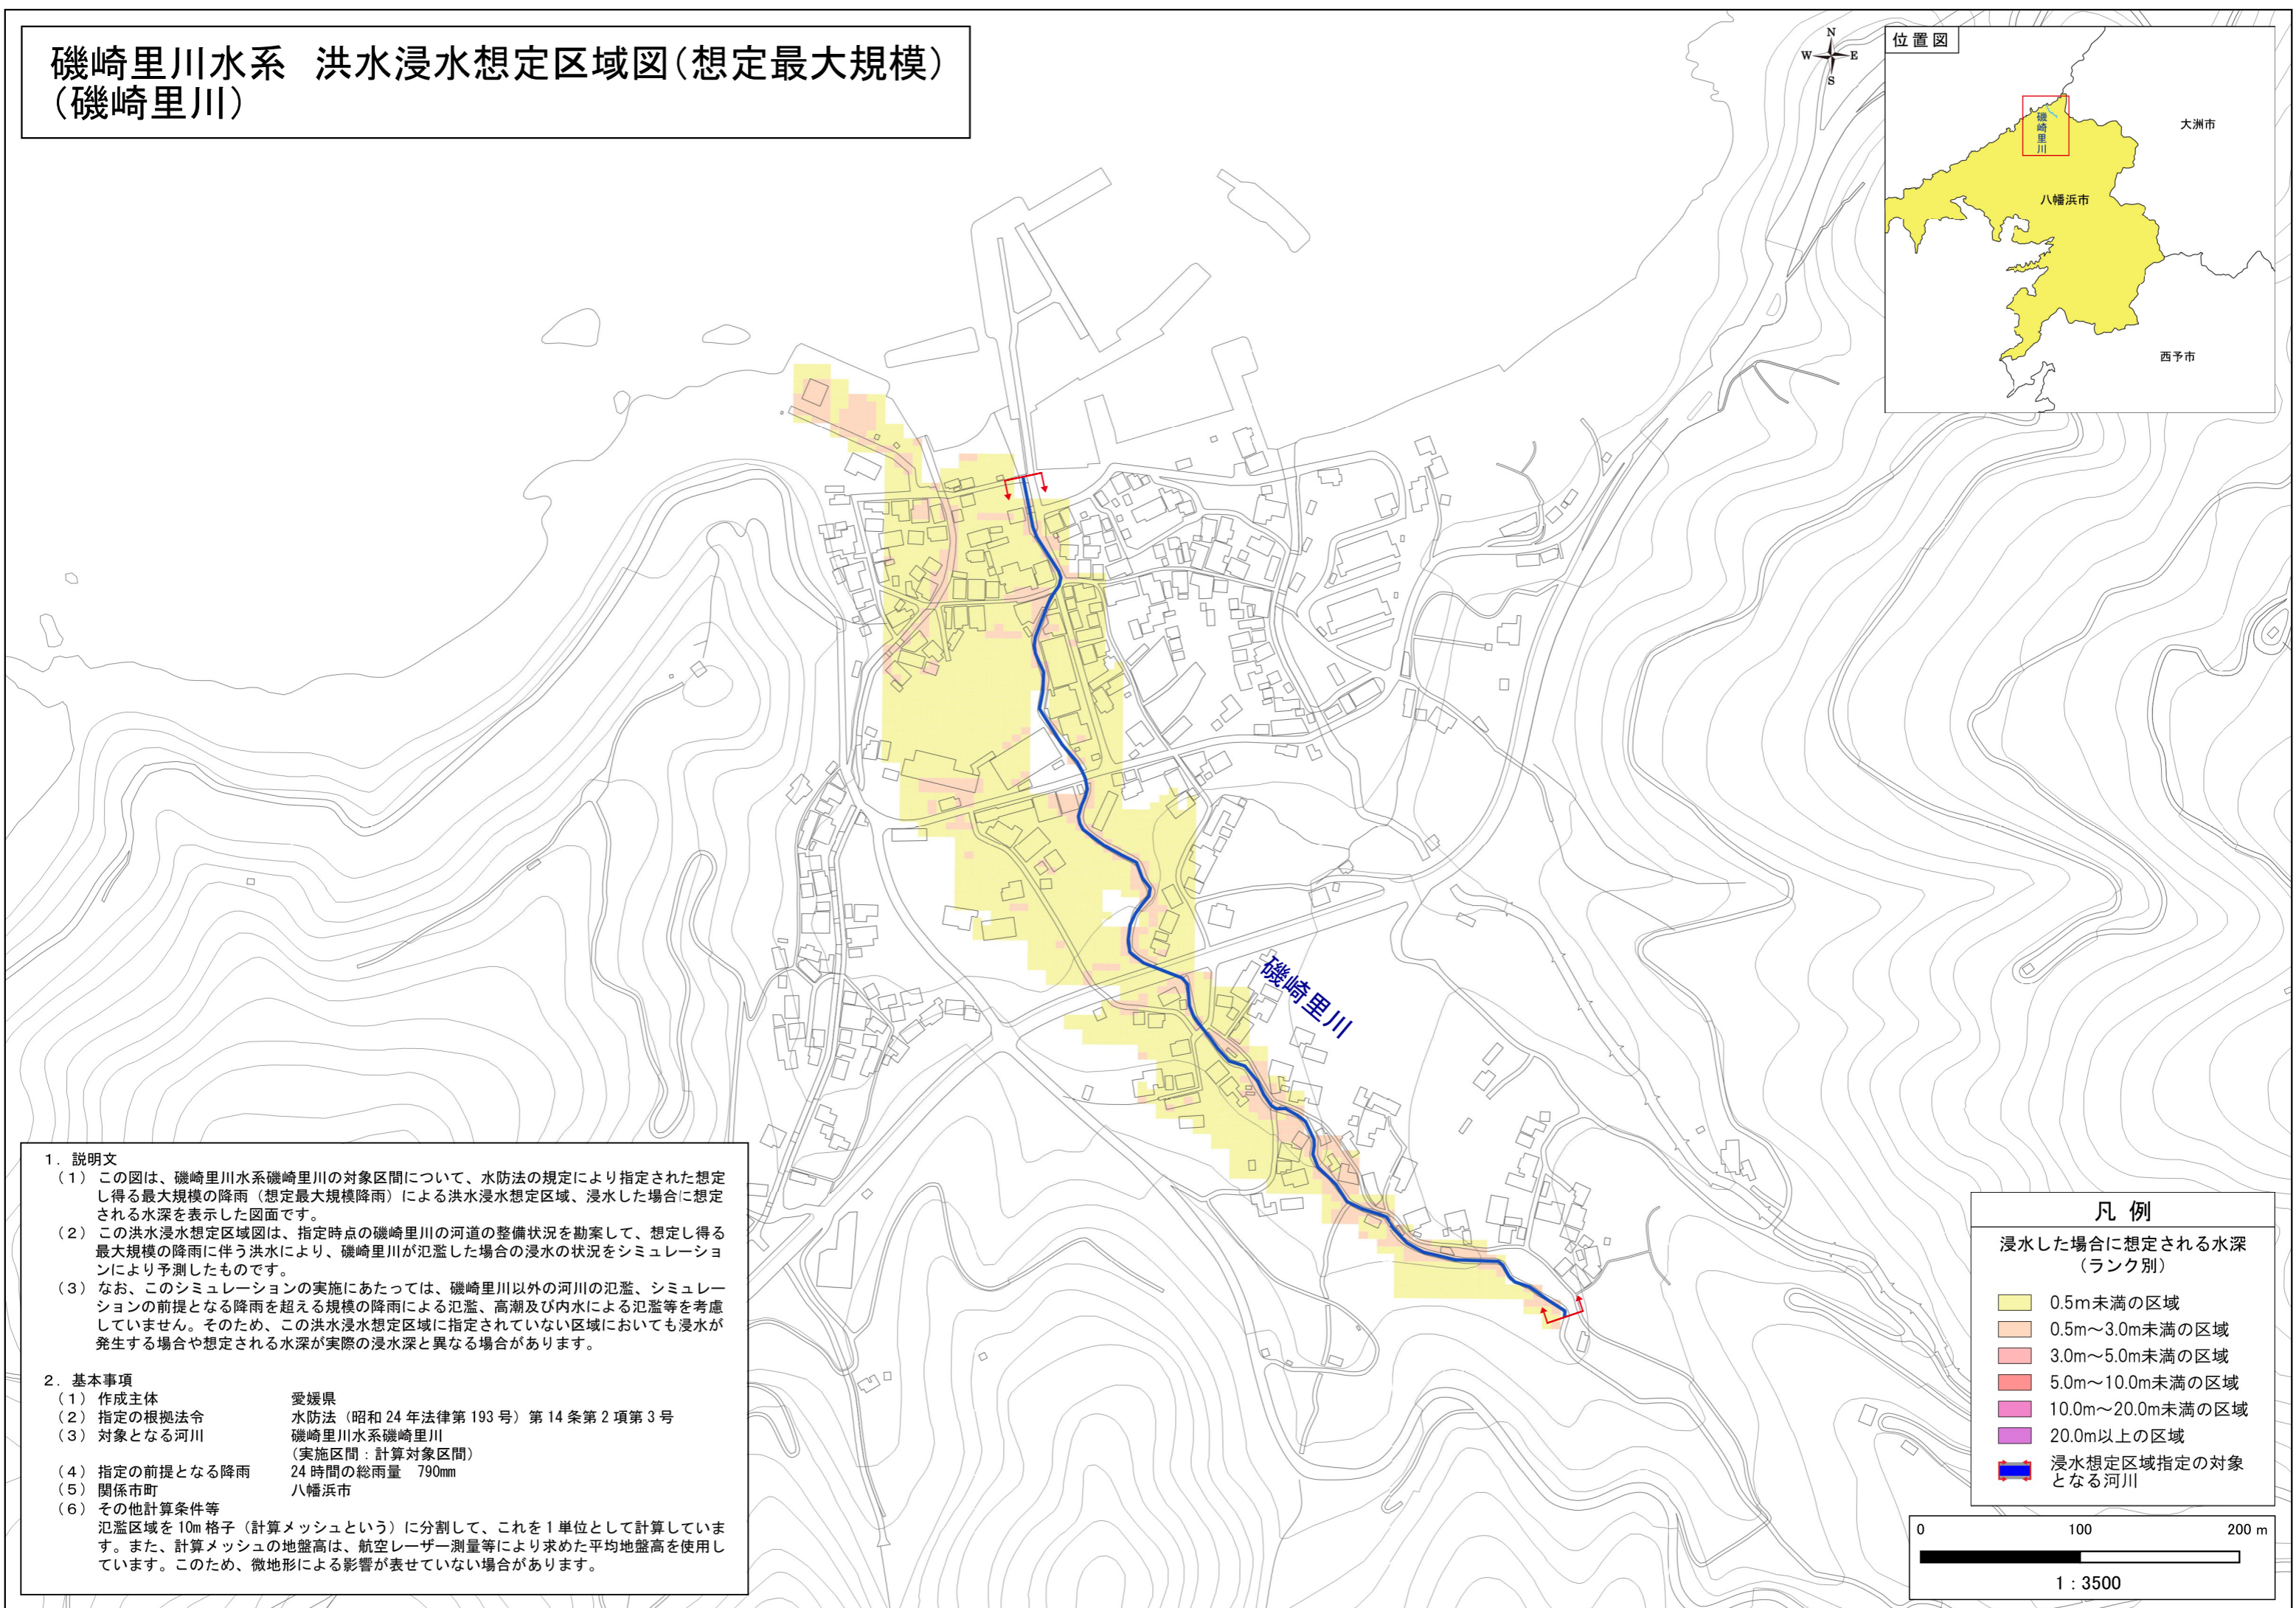 磯崎里川水系 洪水浸水想定区域図(想定最大規模)
(磯崎里川)
N
W
E
S
位置図
磯崎里川
大洲市
八幡浜市
西予市
磯崎里川
1. 説明文
(1) この図は、磯崎里川水系磯崎里川の対象区間について、水防法の規定により指定された想定
し得る最大規模の降雨(想定最大規模降雨)による洪水浸水想定区域、浸水した場合に想定
される水深を表示した図面です。
(2) この洪水浸水想定区域図は、指定時点の磯崎里川の河道の整備状況を勘案して、想定し得る
最大規模の降雨に伴う洪水により、磯崎里川が氾濫した場合の浸水の状況をシミュレーショ
ンにより予測したものです。
(3) なお、このシミュレーションの実施にあたっては、磯崎里川以外の河川の氾濫、シミュレー
ションの前提となる降雨を超える規模の降雨による氾濫、高潮及び内水による氾濫等を考慮
していません。そのため、この洪水浸水想定区域に指定されていない区域においても浸水が
発生する場合や想定される水深が実際の浸水深と異なる場合があります。
2. 基本事項
(1) 作成主体 愛媛県
(2) 指定の根拠法令 水防法(昭和24年法律第193号)第14条第2項第3号
(3) 対象となる河川 磯崎里川水系磯崎里川
(実施区間:計算対象区間)
(4) 指定の前提となる降雨 24時間の総雨量 790mm
(5) 関係市町 八幡浜市
(6) その他計算条件等
氾濫区域を10m格子(計算メッシュという)に分割して、これを1単位として計算していま
す。また、計算メッシュの地盤高は、航空レーザー測量等により求めた平均地盤高を使用し
ています。このため、微地形による影響が表せていない場合があります。
凡 例
浸水した場合に想定される水深
(ランク別)
0.5m未満の区域
0.5m~3.0m未満の区域
3.0m~5.0m未満の区域
5.0m~10.0m未満の区域
10.0m~20.0m未満の区域
20.0m以上の区域
浸水想定区域指定の対象
となる河川
0 100 200 m
1:3500